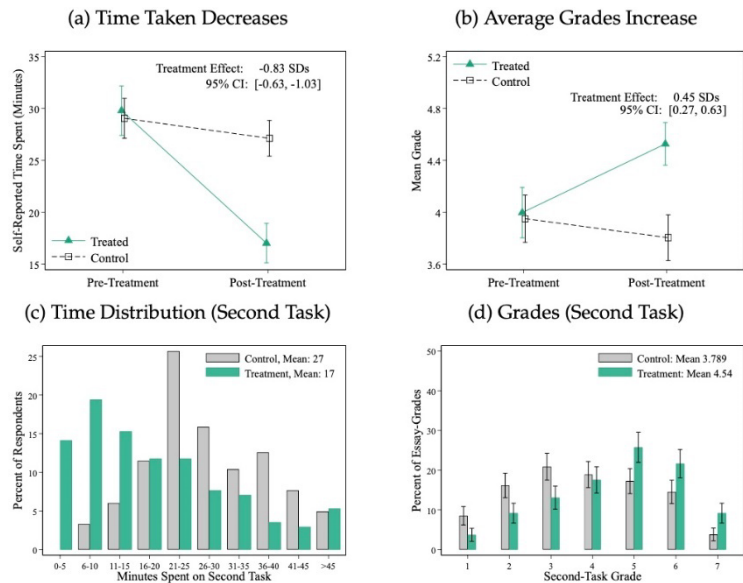 (a) Time Taken Decreases
35
30
25
20
15
Self-Reported Time Spent (Minutes)
Treatment Effect: -0.83 SDs
95% CI: [-0.63, -1.03]
Treated
Control
Pre-Treatment
Post-Treatment
(b) Average Grades Increase
5.2
4.8
4.4
4
3.6
Mean Grade
Treated
Control
Treatment Effect: 0.45 SDs
95% CI: [0.27, 0.63]
Pre-Treatment
Post-Treatment
(c) Time Distribution (Second Task)
25
20
15
10
5
0
Percent of Respondents
Control, Mean: 27
Treatment, Mean: 17
0-5 6-10 11-15 16-20 21-25 26-30 31-35 36-40 41-45 >45
Minutes Spent on Second Task
(d) Grades (Second Task)
50
40
30
20
10
0
Percent of Essay-Grades
Control: Mean 3.789
Treatment: Mean 4.54
1 2 3 4 5 6 7
Second-Task Grade